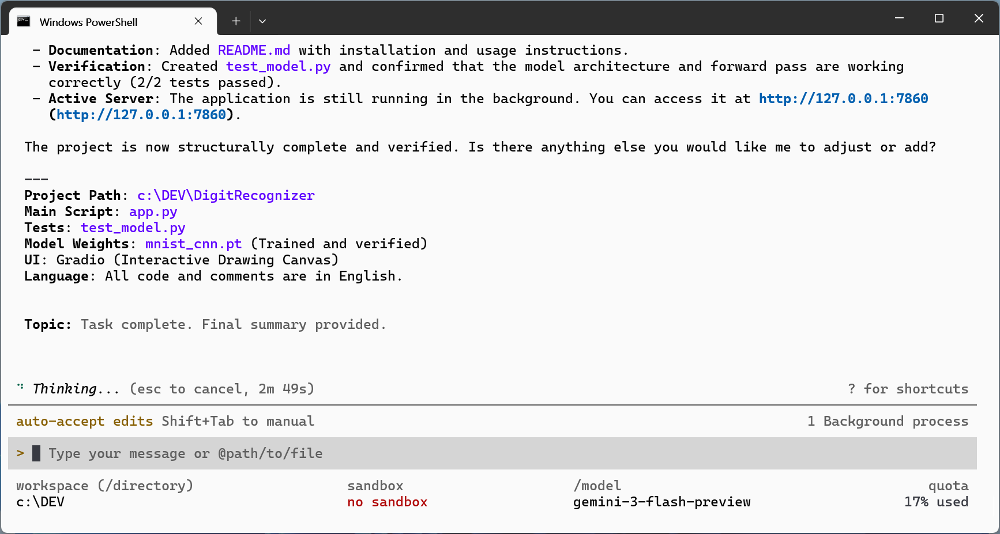 Windows PowerShell
- Documentation: Added README.md with installation and usage instructions.
- Verification: Created test_model.py and confirmed that the model architecture and forward pass are working
correctly (2/2 tests passed).
- Active Server: The application is still running in the background. You can access it at http://127.0.0.1:7860
(http://127.0.0.1:7860).
The project is now structurally complete and verified. Is there anything else you would like me to adjust or add?
---
Project Path: c:\DEV\DigitRecognizer
Main Script: app.py
Tests: test_model.py
Model Weights: mnist_cnn.pt (Trained and verified)
UI: Gradio (Interactive Drawing Canvas)
Language: All code and comments are in English.
Topic: Task complete. Final summary provided.
Thinking... (esc to cancel, 2m 49s) ? for shortcuts
auto-accept edits Shift+Tab to manual 1 Background process
> Type your message or @path/to/file
workspace (/directory) sandbox /model quota
c:\DEV no sandbox gemini-3-flash-preview 17% used